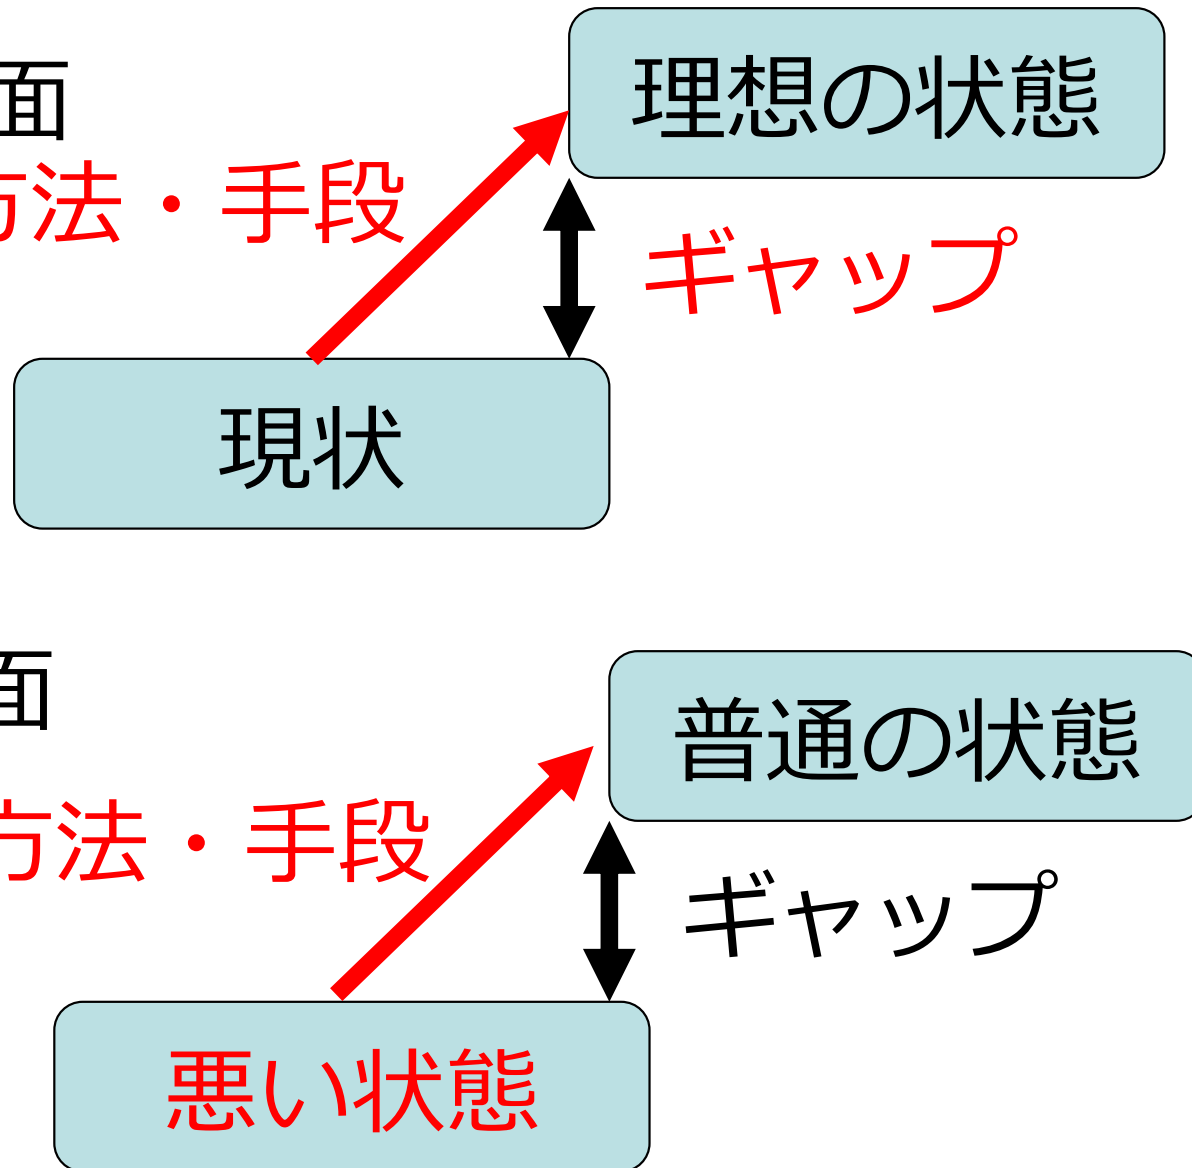 面
理想の状態
方法・手段
ギャップ
現状
面
普通の状態
方法・手段
ギャップ
悪い状態